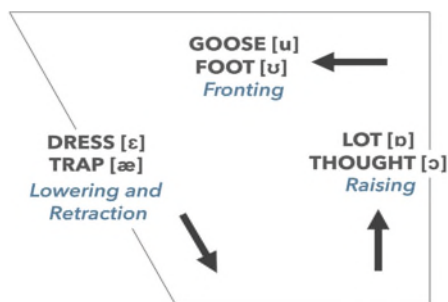 GOOSE [u]
FOOT [ʊ]
Fronting
DRESS [ɛ]
TRAP [æ]
Lowering and
Retraction
LOT [ɒ]
THOUGHT [ɔ]
Raising